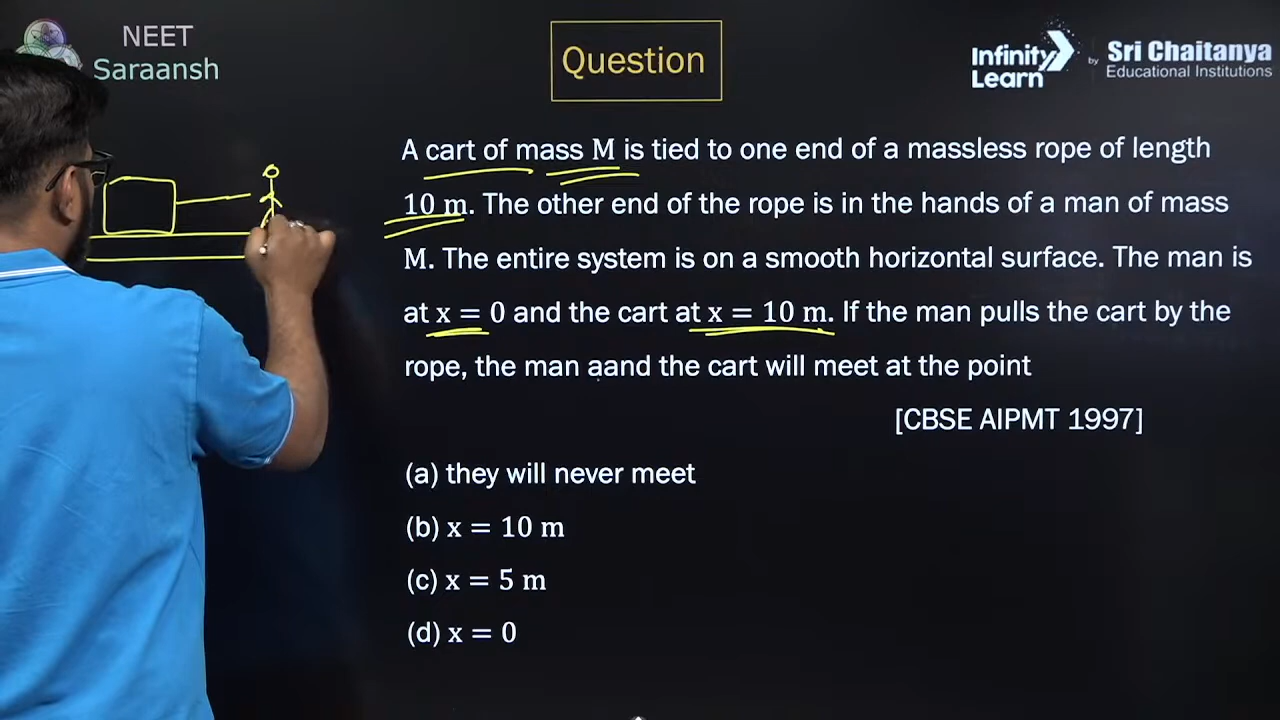 NEET
Saraansh
Question
Infinity
Learn
by
Sri Chaitanya
Educational Institutions
A cart of mass M is tied to one end of a massless rope of length
10 m. The other end of the rope is in the hands of a man of mass
M. The entire system is on a smooth horizontal surface. The man is
at x = 0 and the cart at x = 10 m. If the man pulls the cart by the
rope, the man aand the cart will meet at the point
[CBSE AIPMT 1997]
(a) they will never meet
(b) x = 10 m
(c) x = 5 m
(d) x = 0